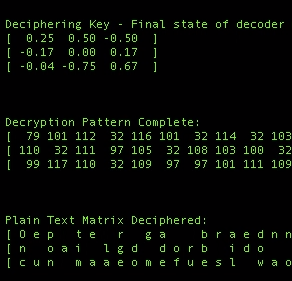 Deciphering Key - Final state of decoder
[ 0.25 0.50 -0.50 ]
[ -0.17 0.00 0.17 ]
[ -0.04 -0.75 0.67 ]
Decryption Pattern Complete:
[ 79 101 112 32 116 101 32 114 32 103
[ 110 32 111 97 105 32 108 103 100 32
[ 99 117 110 32 109 97 97 101 111 109
Plain Text Matrix Deciphered:
[ O e p t e r g a b r a e d n n
[ n o a i l g d d o r b i d o
[ c u n m a a e o m e f u e s l w a o